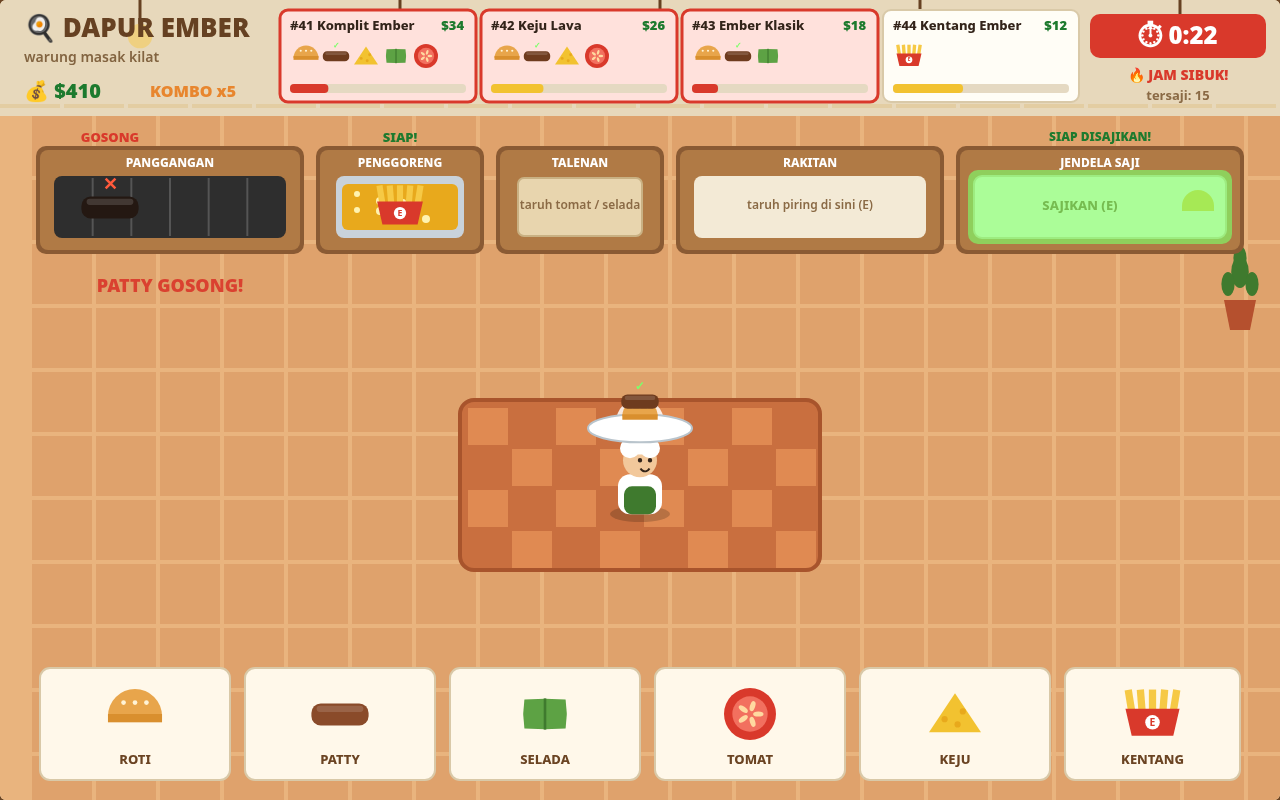 🍳 DAPUR EMBER
warung masak kilat
💰 $410
KOMBO x5
#41 Komplit Ember $34
#42 Keju Lava $26
#43 Ember Klasik $18
#44 Kentang Ember $12
⏱ 0:22
🔥 JAM SIBUK!
tersaji: 15
GOSONG
SIAP!
SIAP DISAJIKAN!
PANGGANGAN
PENGGORENG
TALENAN
RAKITAN
JENDELA SAJI
E
taruh tomat / selada
taruh piring di sini (E)
SAJIKAN (E)
PATTY GOSONG!
E
ROTI
PATTY
SELADA
TOMAT
KEJU
KENTANG